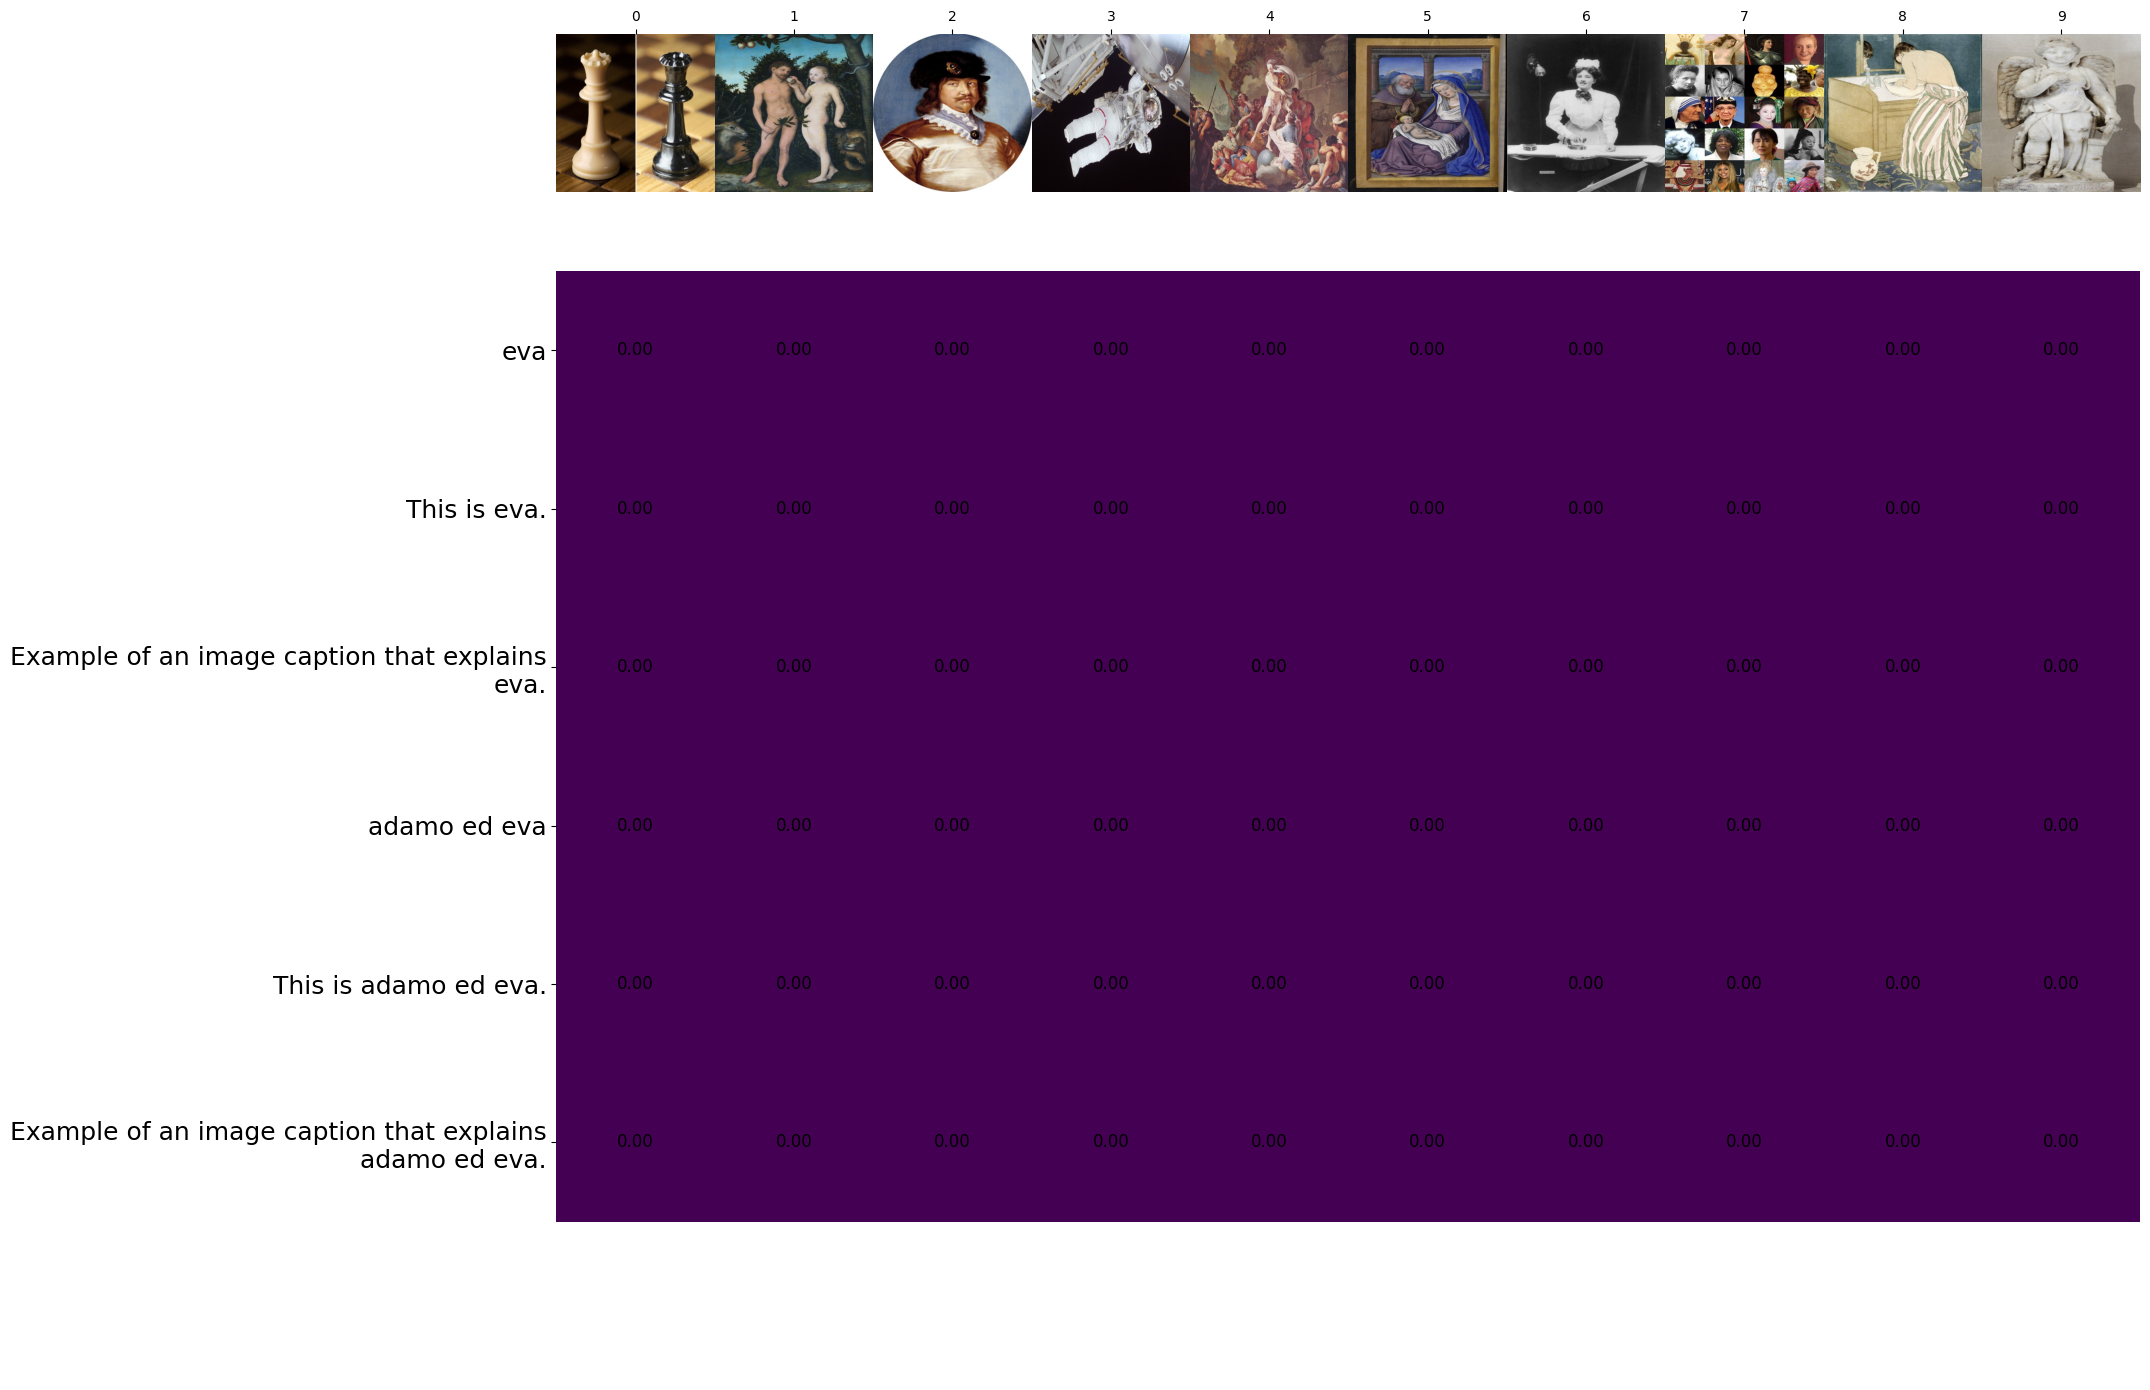 0 1 2 3 4 5 6 7 8 9
eva 0.00 0.00 0.00 0.00 0.00 0.00 0.00 0.00 0.00 0.00
This is eva. 0.00 0.00 0.00 0.00 0.00 0.00 0.00 0.00 0.00 0.00
Example of an image caption that explains
eva. 0.00 0.00 0.00 0.00 0.00 0.00 0.00 0.00 0.00 0.00
adamo ed eva 0.00 0.00 0.00 0.00 0.00 0.00 0.00 0.00 0.00 0.00
This is adamo ed eva. 0.00 0.00 0.00 0.00 0.00 0.00 0.00 0.00 0.00 0.00
Example of an image caption that explains
adamo ed eva. 0.00 0.00 0.00 0.00 0.00 0.00 0.00 0.00 0.00 0.00